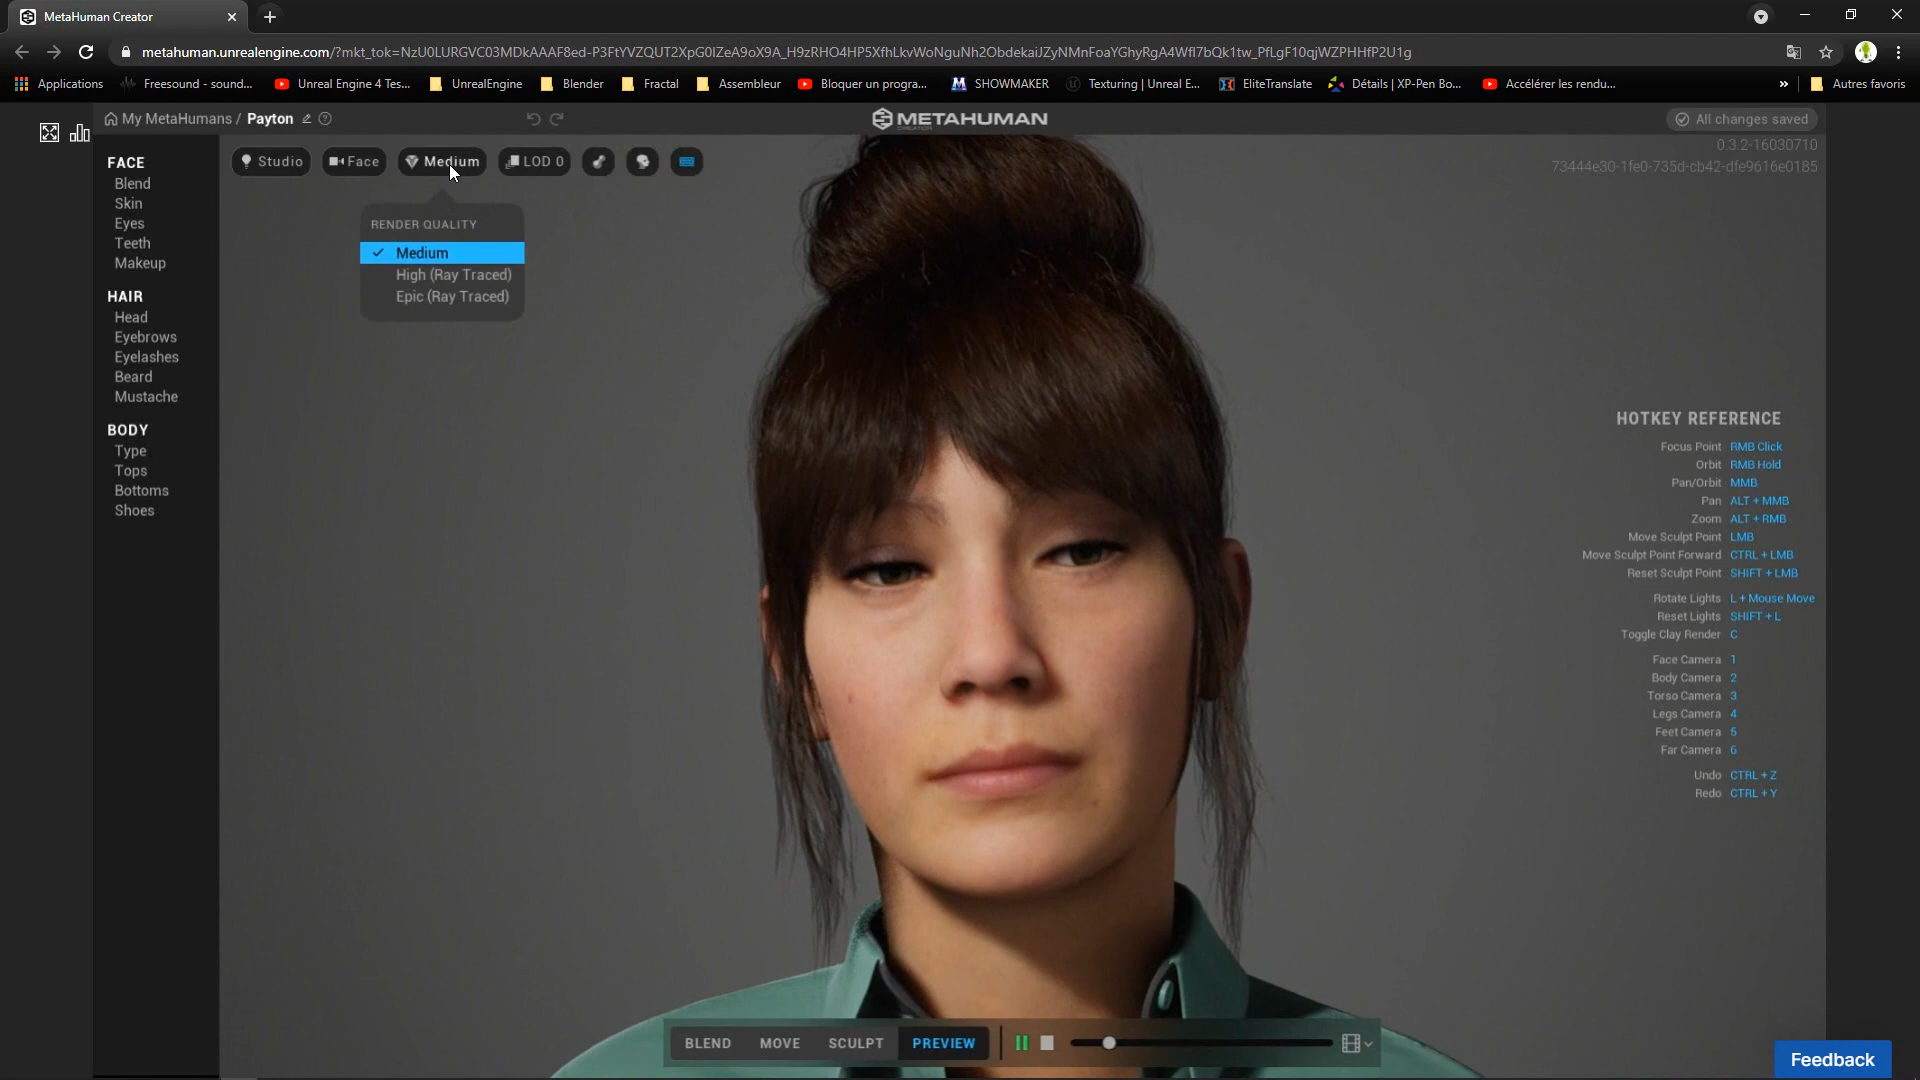 MetaHuman Creator
metahuman.unrealengine.com/?mkt_tok=NzU0LURGVC03MDkAAAF8ed-P3FtYVZQUT2XpG0IZeA9oX9A_H9zRHO4HP5XfhLkvWoNguNh2ObdekaiJZyNMnFoaYGhyRgA4Wfl7bQk1tw_PfLgF10qjWZPHHfP2U1g
Applications Freesound - sound... Unreal Engine 4 Tes... UnrealEngine Blender Fractal Assembleur Bloquer un progra... SHOWMAKER Texturing | Unreal E... EliteTranslate Détails | XP-Pen Bo... Accélérer les rendu... » Autres favoris
My MetaHumans / Payton
METAHUMAN
CREATOR
All changes saved
0.3.2-16030710
73444e30-1fe0-735d-cb42-dfe9616e0185
Studio Face Medium LOD 0
RENDER QUALITY
Medium
High (Ray Traced)
Epic (Ray Traced)
FACE
Blend
Skin
Eyes
Teeth
Makeup
HAIR
Head
Eyebrows
Eyelashes
Beard
Mustache
BODY
Type
Tops
Bottoms
Shoes
HOTKEY REFERENCE
Focus Point RMB Click
Orbit RMB Hold
Pan/Orbit MMB
Pan ALT + MMB
Zoom ALT + RMB
Move Sculpt Point LMB
Move Sculpt Point Forward CTRL + LMB
Reset Sculpt Point SHIFT + LMB
Rotate Lights L + Mouse Move
Reset Lights SHIFT + L
Toggle Clay Render C
Face Camera 1
Body Camera 2
Torso Camera 3
Legs Camera 4
Feet Camera 5
Far Camera 6
Undo CTRL + Z
Redo CTRL + Y
BLEND MOVE SCULPT PREVIEW
Feedback